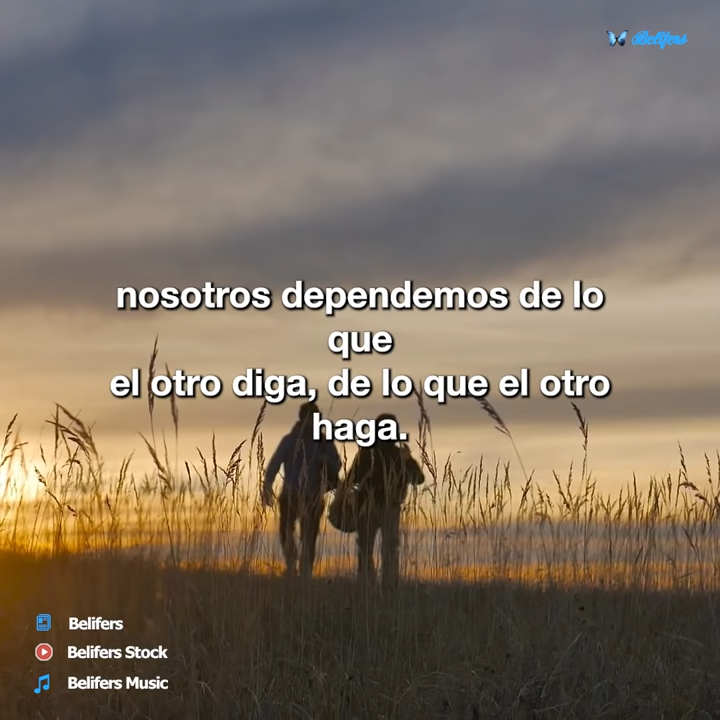 Belifers
nosotros dependemos de lo
que
el otro diga, de lo que el otro
haga.
Belifers
Belifers Stock
Belifers Music